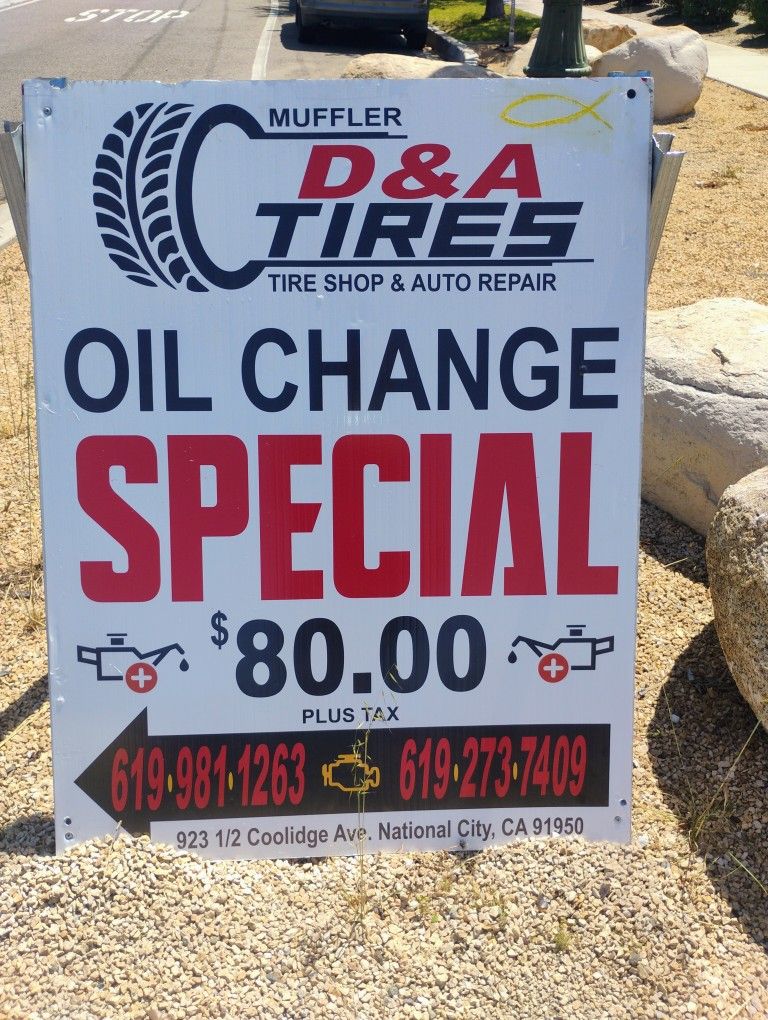 STOP
MUFFLER
D&A
TIRES
TIRE SHOP & AUTO REPAIR
OIL CHANGE
SPECIAL
$80.00
PLUS TAX
619·981·1263 619·273·7409
923 1/2 Coolidge Ave. National City, CA 91950